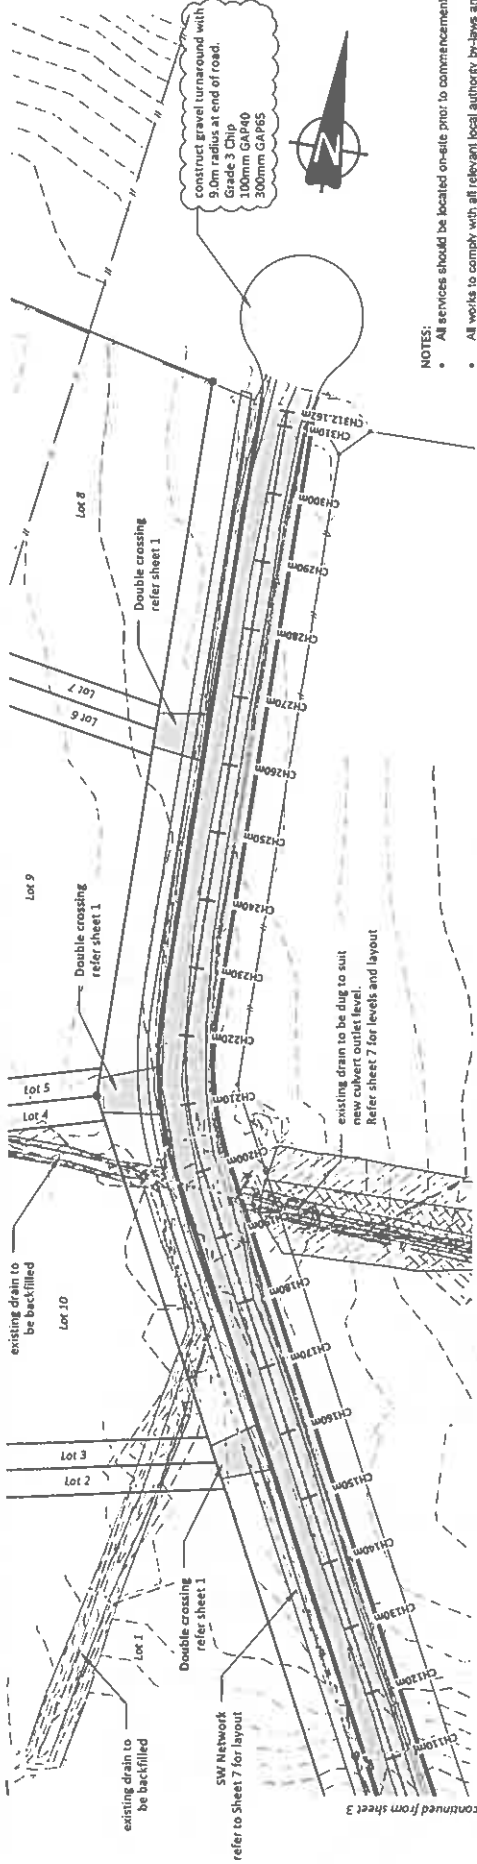 construct gravel turnaround with
9.0m radius at end of road.
Grade 3 Chip
100mm GAP40
300mm GAP65
N
NOTES:
• All services should be located on-site prior to commencement
• All works to comply with all relevant local authority by-laws an
Lot 8
Double crossing
refer sheet 1
Lot 7
Lot 6
Lot 9
Double crossing
refer sheet 1
Lot 5
Lot 4
existing drain to
be backfilled
Lot 10
Lot 3
Lot 2
Double crossing
refer sheet 1
Lot 1
existing drain to
be backfilled
SW Network
refer to Sheet 7 for layout
existing drain to be dug to suit
new culvert outlet level.
Refer sheet 7 for levels and layout
continued from sheet 3
CH110m
CH120m
CH130m
CH140m
CH150m
CH160m
CH170m
CH180m
CH200m
CH210m
CH220m
CH230m
CH240m
CH250m
CH260m
CH270m
CH280m
CH290m
CH300m
CH310m
CH312.162m